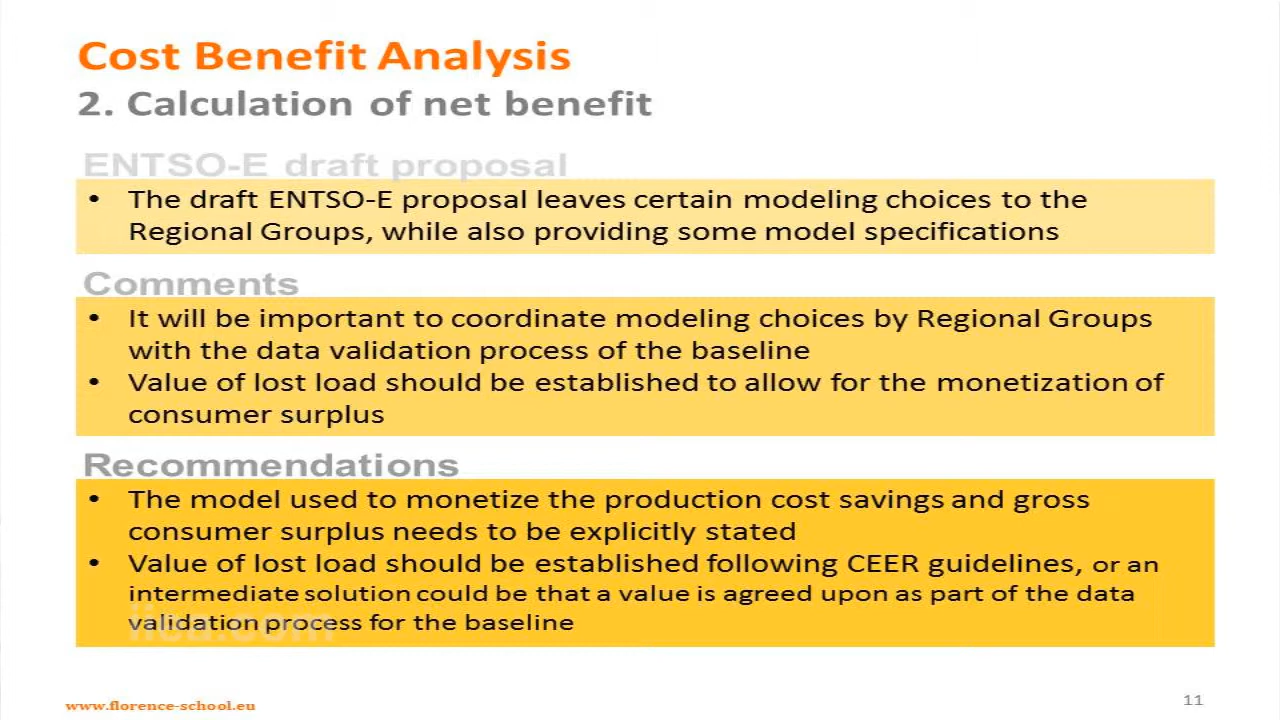 Cost Benefit Analysis
2. Calculation of net benefit
ENTSO-E draft proposal
• The draft ENTSO-E proposal leaves certain modeling choices to the
Regional Groups, while also providing some model specifications
Comments
• It will be important to coordinate modeling choices by Regional Groups
with the data validation process of the baseline
• Value of lost load should be established to allow for the monetization of
consumer surplus
Recommendations
• The model used to monetize the production cost savings and gross
consumer surplus needs to be explicitly stated
• Value of lost load should be established following CEER guidelines, or an
intermediate solution could be that a value is agreed upon as part of the data
validation process for the baseline
www.florence-school.eu
11